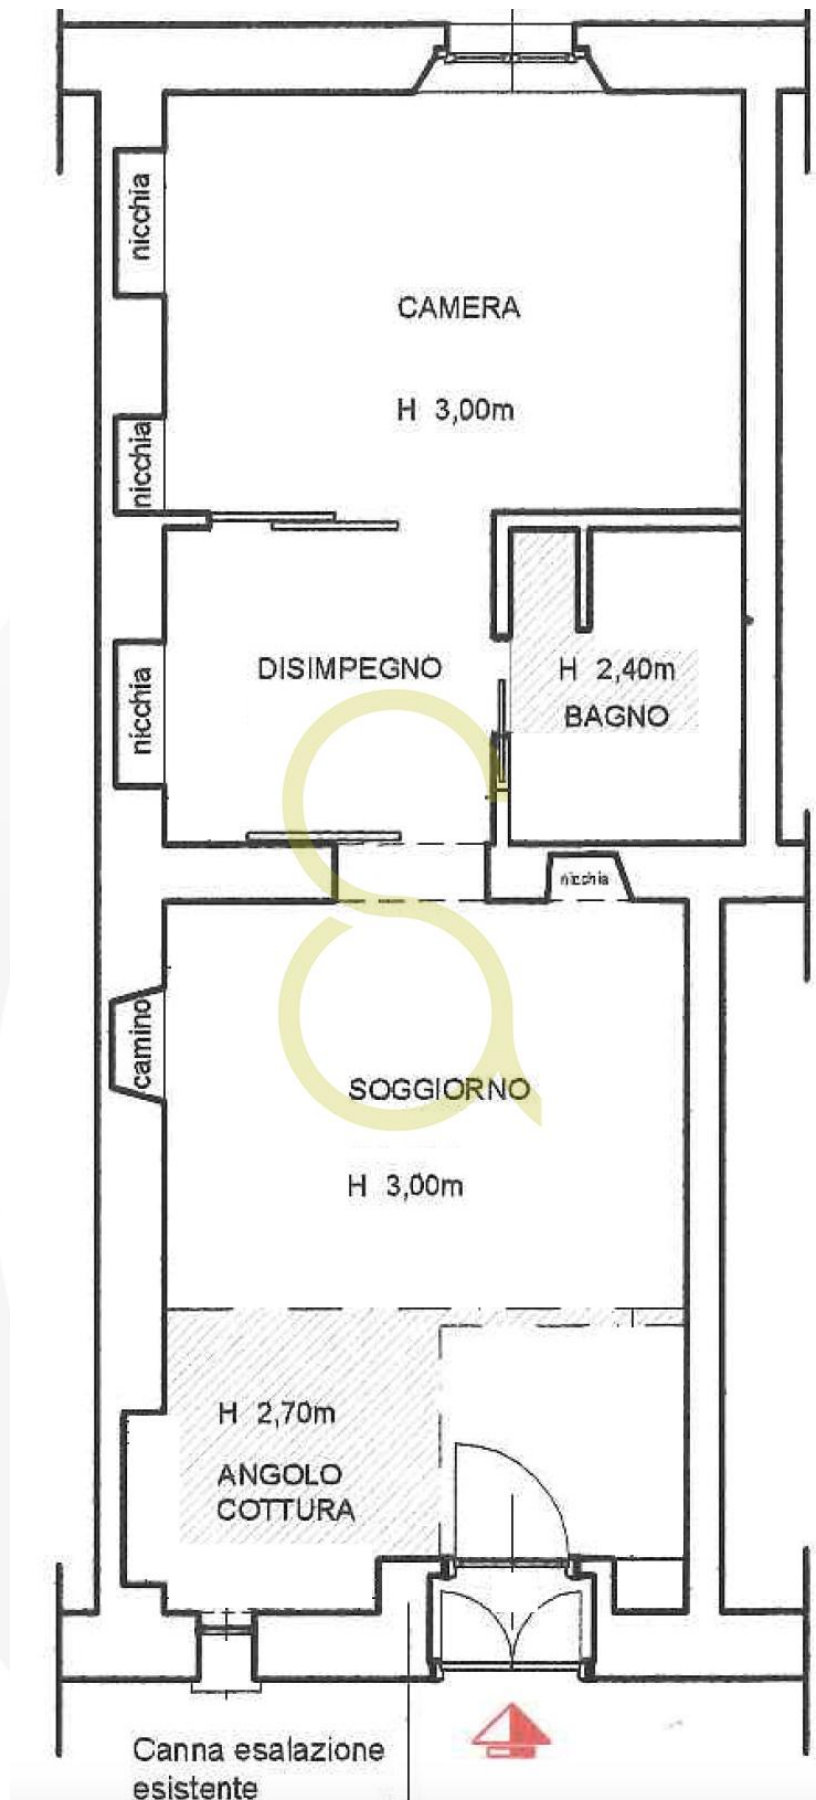 nicchia
CAMERA
H 3,00m
nicchia
DISIMPEGNO
nicchia
H 2,40m
BAGNO
nicchia
camino
SOGGIORNO
H 3,00m
H 2,70m
ANGOLO
COTTURA
Canna esalazione
esistente